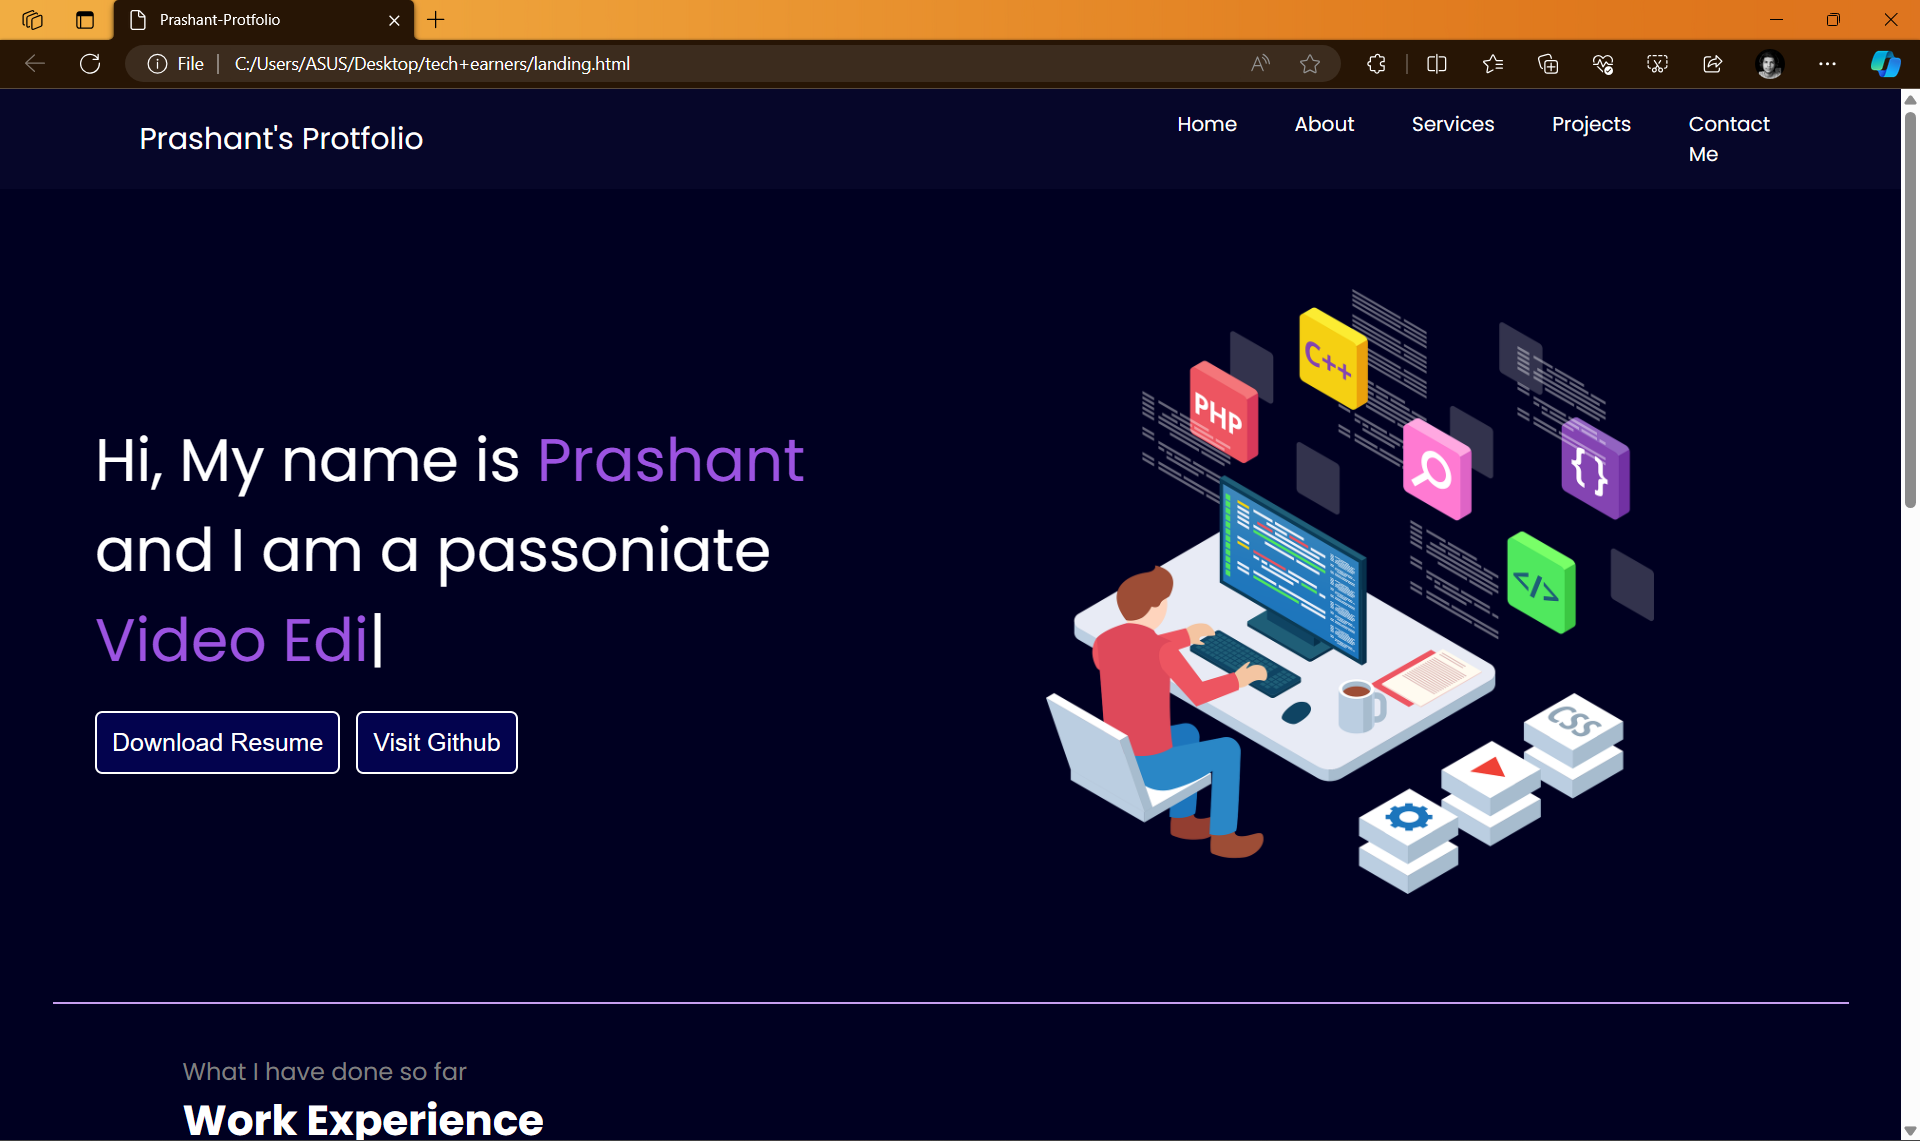 Prashant-Protfolio
File
C:/Users/ASUS/Desktop/tech+earners/landing.html
Prashant's Protfolio
Home
About
Services
Projects
Contact
Me
Hi, My name is Prashant
and I am a passoniate
Video Edi|
Download Resume
Visit Github
C++
PHP
{}
</>
CSS
What I have done so far
Work Experience